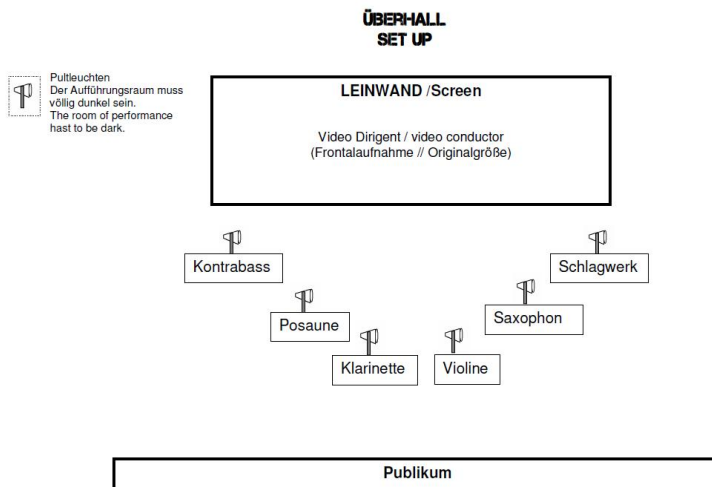 ÜBERHALL
SET UP
Pultleuchten
Der Aufführungsraum muss
völlig dunkel sein.
The room of performance
hast to be dark.
LEINWAND /Screen
Video Dirigent / video conductor
(Frontalaufnahme // Originalgröße)
Kontrabass
Schlagwerk
Posaune
Saxophon
Klarinette
Violine
Publikum